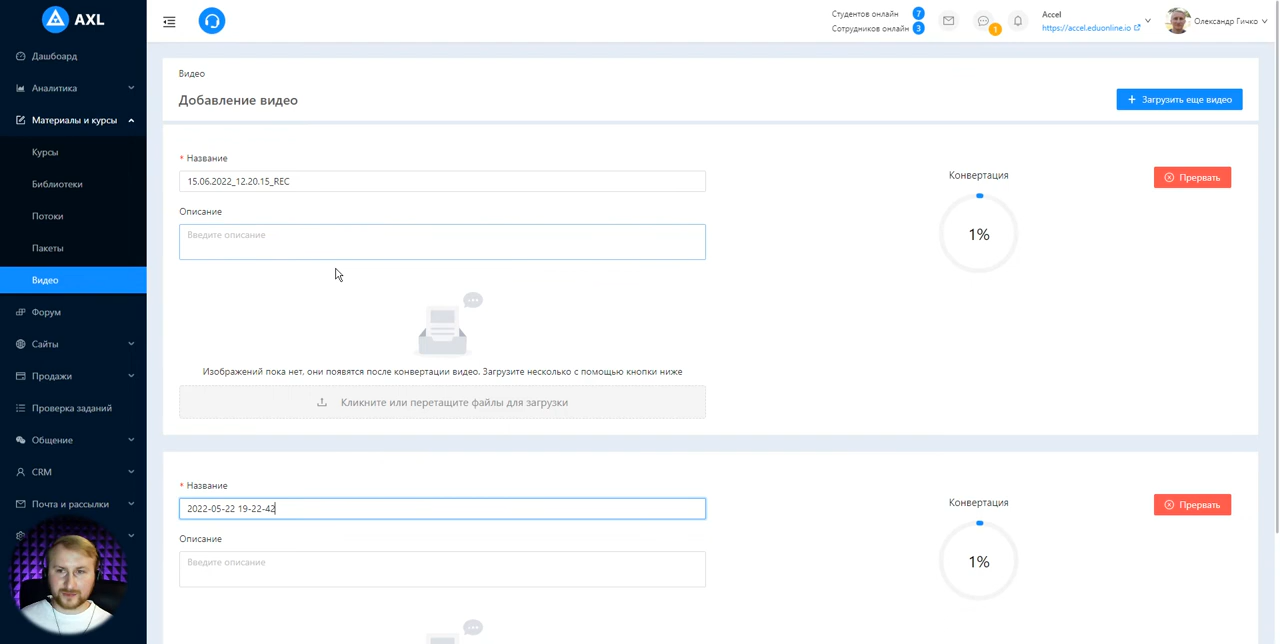 AXL
Дашбоард
Аналитика
Материалы и курсы
Курсы
Библиотеки
Потоки
Пакеты
Видео
Форум
Сайты
Продажи
Проверка заданий
Общение
CRM
Почта и рассылки
Студентов онлайн 7
Сотрудников онлайн 3
1
Accel
https://accel.eduonline.io
Олександр Гичко
Видео
Добавление видео
+ Загрузить еще видео
* Название
15.06.2022_12.20.15_REC
Описание
Введите описание
Изображений пока нет, они появятся после конвертации видео. Загрузите несколько с помощью кнопки ниже
Кликните или перетащите файлы для загрузки
Конвертация
1%
Прервать
* Название
2022-05-22 19-22-42
Описание
Введите описание
Конвертация
1%
Прервать